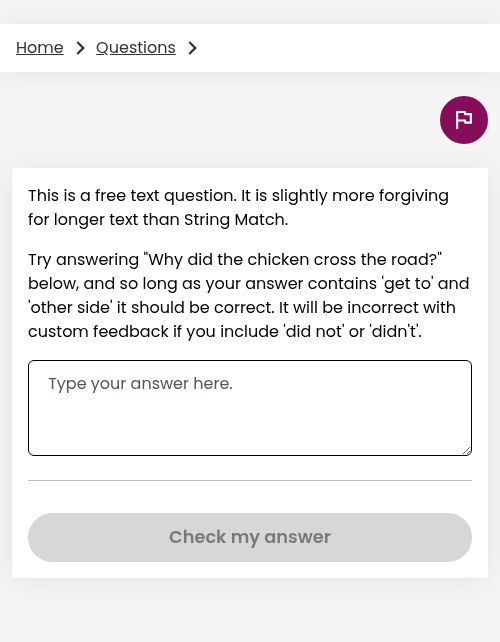 Home Questions
This is a free text question. It is slightly more forgiving
for longer text than String Match.
Try answering "Why did the chicken cross the road?"
below, and so long as your answer contains 'get to' and
'other side' it should be correct. It will be incorrect with
custom feedback if you include 'did not' or 'didn't'.
Type your answer here.
Check my answer